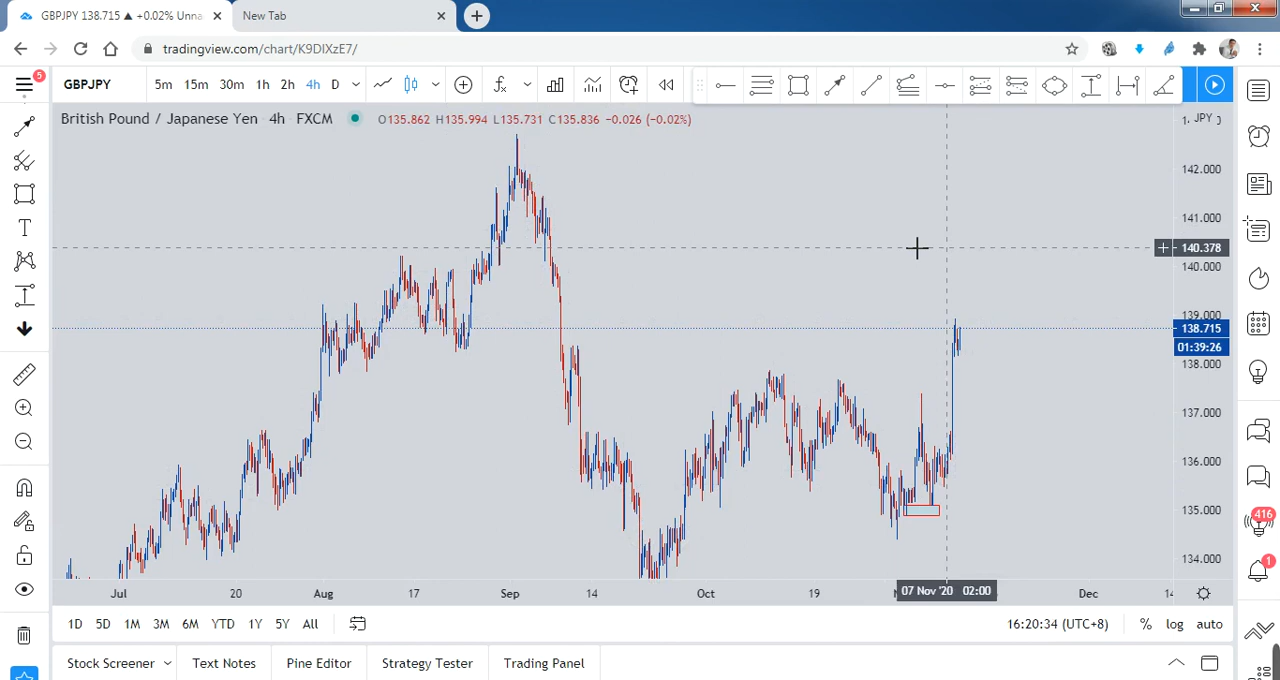 GBPJPY 138.715 ▲ +0.02% Unna
New Tab
tradingview.com/chart/K9DIXzE7/
5
GBPJPY
5m 15m 30m 1h 2h 4h D
British Pound / Japanese Yen 4h FXCM
O135.862 H135.994 L135.731 C135.836 −0.026 (−0.02%)
JPY
142.000
141.000
140.378
140.000
139.000
138.715
01:39:26
138.000
137.000
136.000
135.000
134.000
Jul 20 Aug 17 Sep 14 Oct 19 07 Nov '20 02:00 Dec 14
1D 5D 1M 3M 6M YTD 1Y 5Y All
16:20:34 (UTC+8) % log auto
Stock Screener Text Notes Pine Editor Strategy Tester Trading Panel
416
1